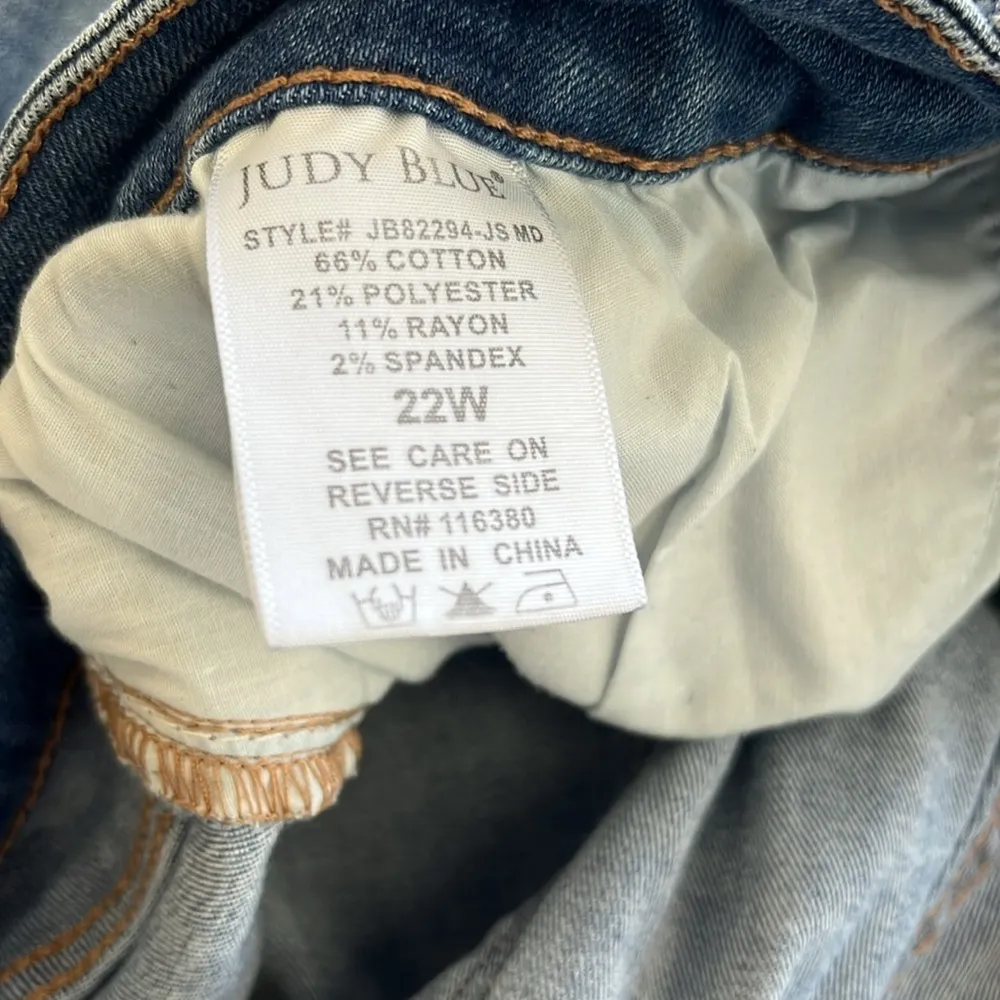 JUDY BLUE®
STYLE# JB82294-JS MD
66% COTTON
21% POLYESTER
11% RAYON
2% SPANDEX
22W
SEE CARE ON
REVERSE SIDE
RN# 116380
MADE IN CHINA